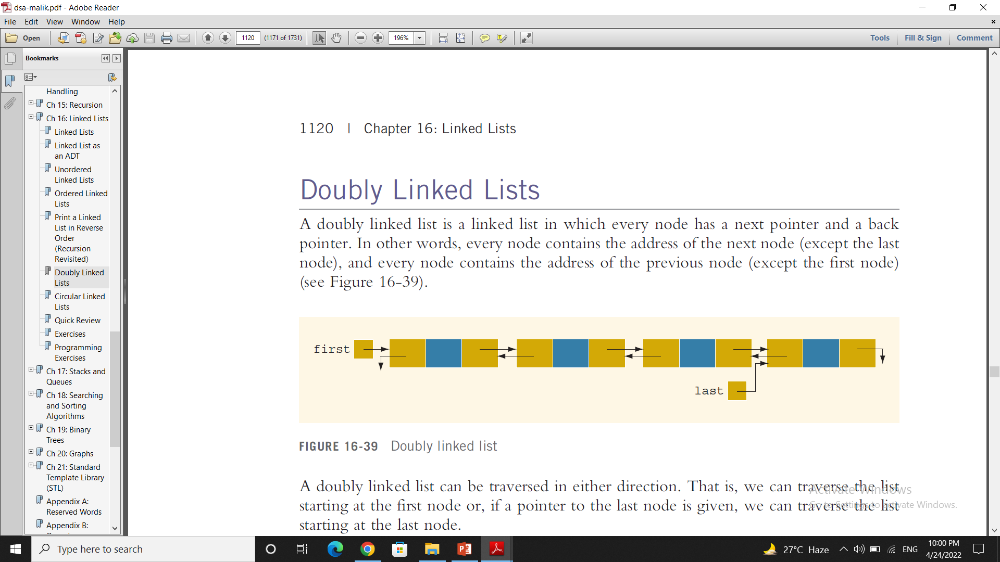 dsa-malik.pdf - Adobe Reader
File Edit View Window Help
Open 1120 (1171 of 1731) 196% Tools Fill & Sign Comment
Bookmarks
Handling
Ch 15: Recursion
Ch 16: Linked Lists
Linked Lists
Linked List as
an ADT
Unordered
Linked Lists
Ordered Linked
Lists
Print a Linked
List in Reverse
Order
(Recursion
Revisited)
Doubly Linked
Lists
Circular Linked
Lists
Quick Review
Exercises
Programming
Exercises
Ch 17: Stacks and
Queues
Ch 18: Searching
and Sorting
Algorithms
Ch 19: Binary
Trees
Ch 20: Graphs
Ch 21: Standard
Template Library
(STL)
Appendix A:
Reserved Words
Appendix B:
1120 | Chapter 16: Linked Lists
Doubly Linked Lists
A doubly linked list is a linked list in which every node has a next pointer and a back
pointer. In other words, every node contains the address of the next node (except the last
node), and every node contains the address of the previous node (except the first node)
(see Figure 16-39).
first
last
FIGURE 16-39 Doubly linked list
A doubly linked list can be traversed in either direction. That is, we can traverse the list
starting at the first node or, if a pointer to the last node is given, we can traverse the list
starting at the last node.
Activate Windows
Go to Settings to activate Windows.
Type here to search
27°C Haze
ENG
10:00 PM
4/24/2022